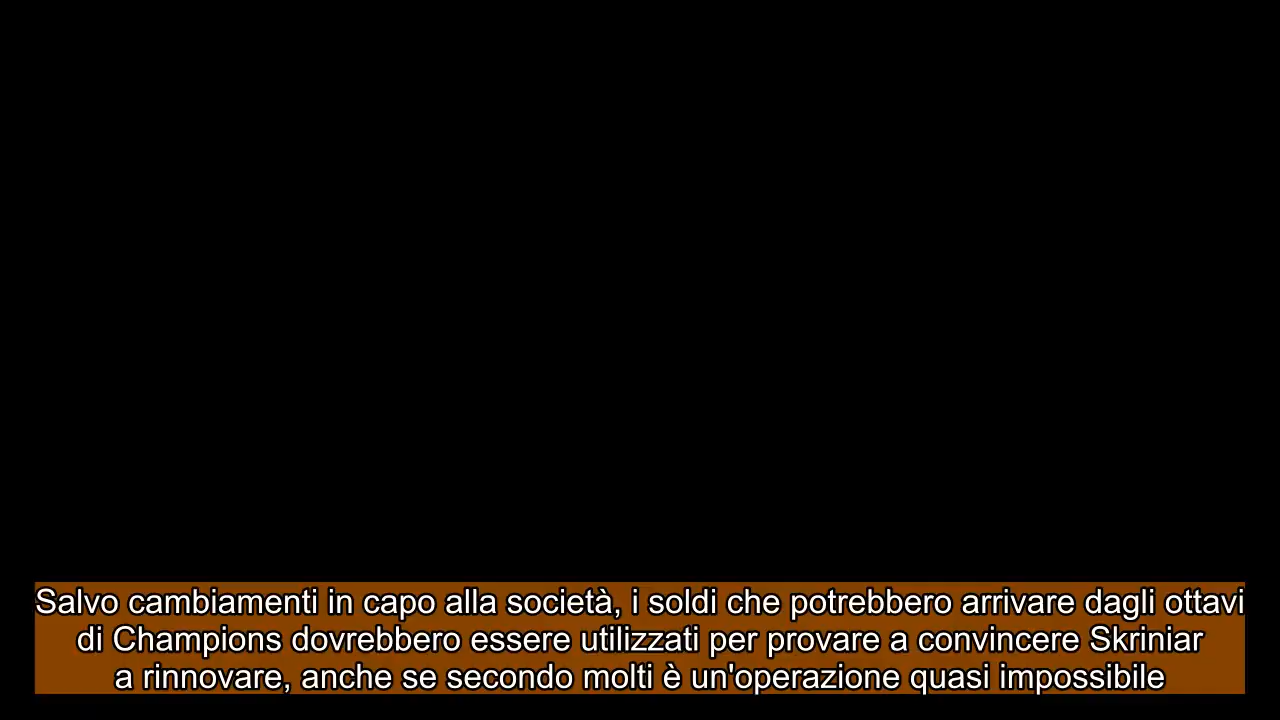 Salvo cambiamenti in capo alla società, i soldi che potrebbero arrivare dagli ottavi
di Champions dovrebbero essere utilizzati per provare a convincere Skriniar
a rinnovare, anche se secondo molti è un'operazione quasi impossibile